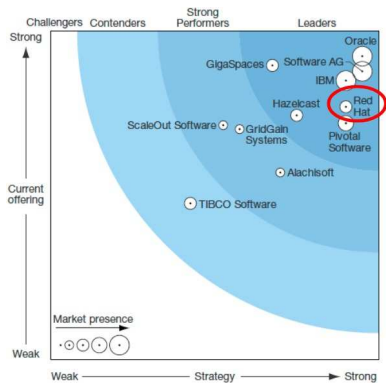 Challengers Contenders Strong Performers Leaders
Strong
Oracle
Software AG
GigaSpaces
IBM
Red Hat
Hazelcast
ScaleOut Software
GridGain Systems
Pivotal Software
Alachisoft
Current offering
TIBCO Software
Market presence
Weak
Weak Strategy Strong